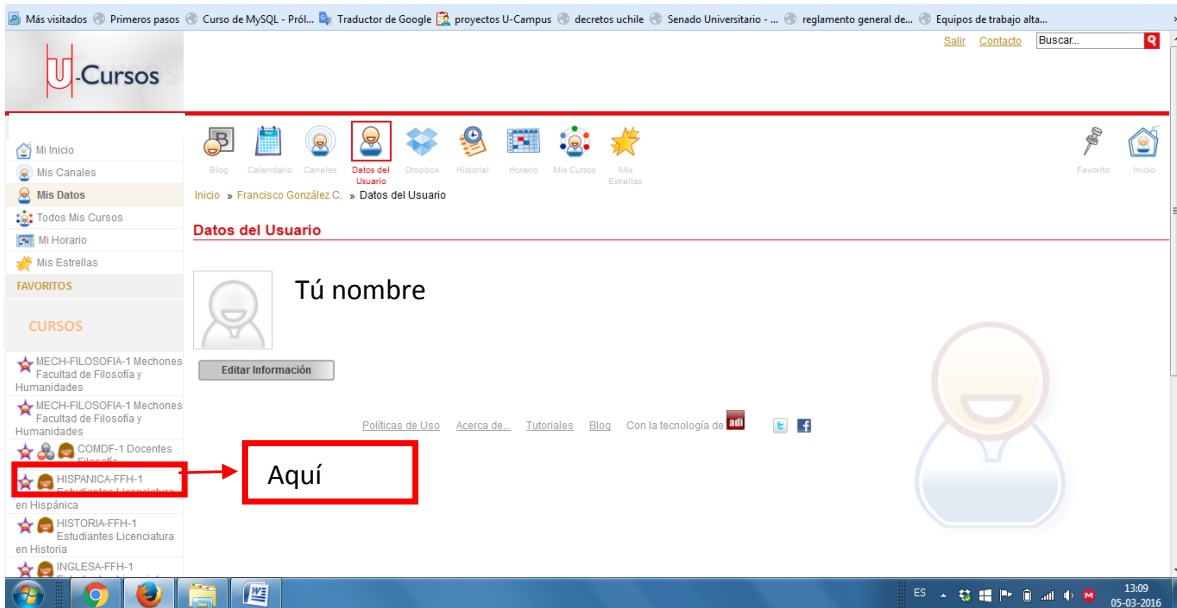 Más visitados Primeros pasos Curso de MySQL - Pról... Traductor de Google proyectos U-Campus decretos uchile Senado Universitario - ... reglamento general de... Equipos de trabajo alta...
Salir Contacto Buscar...
U-Cursos
Mi Inicio
Mis Canales
Mis Datos
Todos Mis Cursos
Mi Horario
Mis Estrellas
FAVORITOS
CURSOS
MECH-FILOSOFIA-1 Mechones
Facultad de Filosofía y
Humanidades
MECH-FILOSOFIA-1 Mechones
Facultad de Filosofía y
Humanidades
COMDF-1 Docentes
Filosofía
HISPANICA-FFH-1
Estudiantes Licenciatura
en Hispánica
HISTORIA-FFH-1
Estudiantes Licenciatura
en Historia
INGLESA-FFH-1
Blog Calendario Canales Datos del Usuario Dropbox Historial Horario Mis Cursos Mis Estrellas Favorito Inicio
Inicio » Francisco González C. » Datos del Usuario
Datos del Usuario
Tú nombre
Editar Información
Políticas de Uso Acerca de... Tutoriales Blog Con la tecnología de adi
Aquí
ES 13:09
05-03-2016